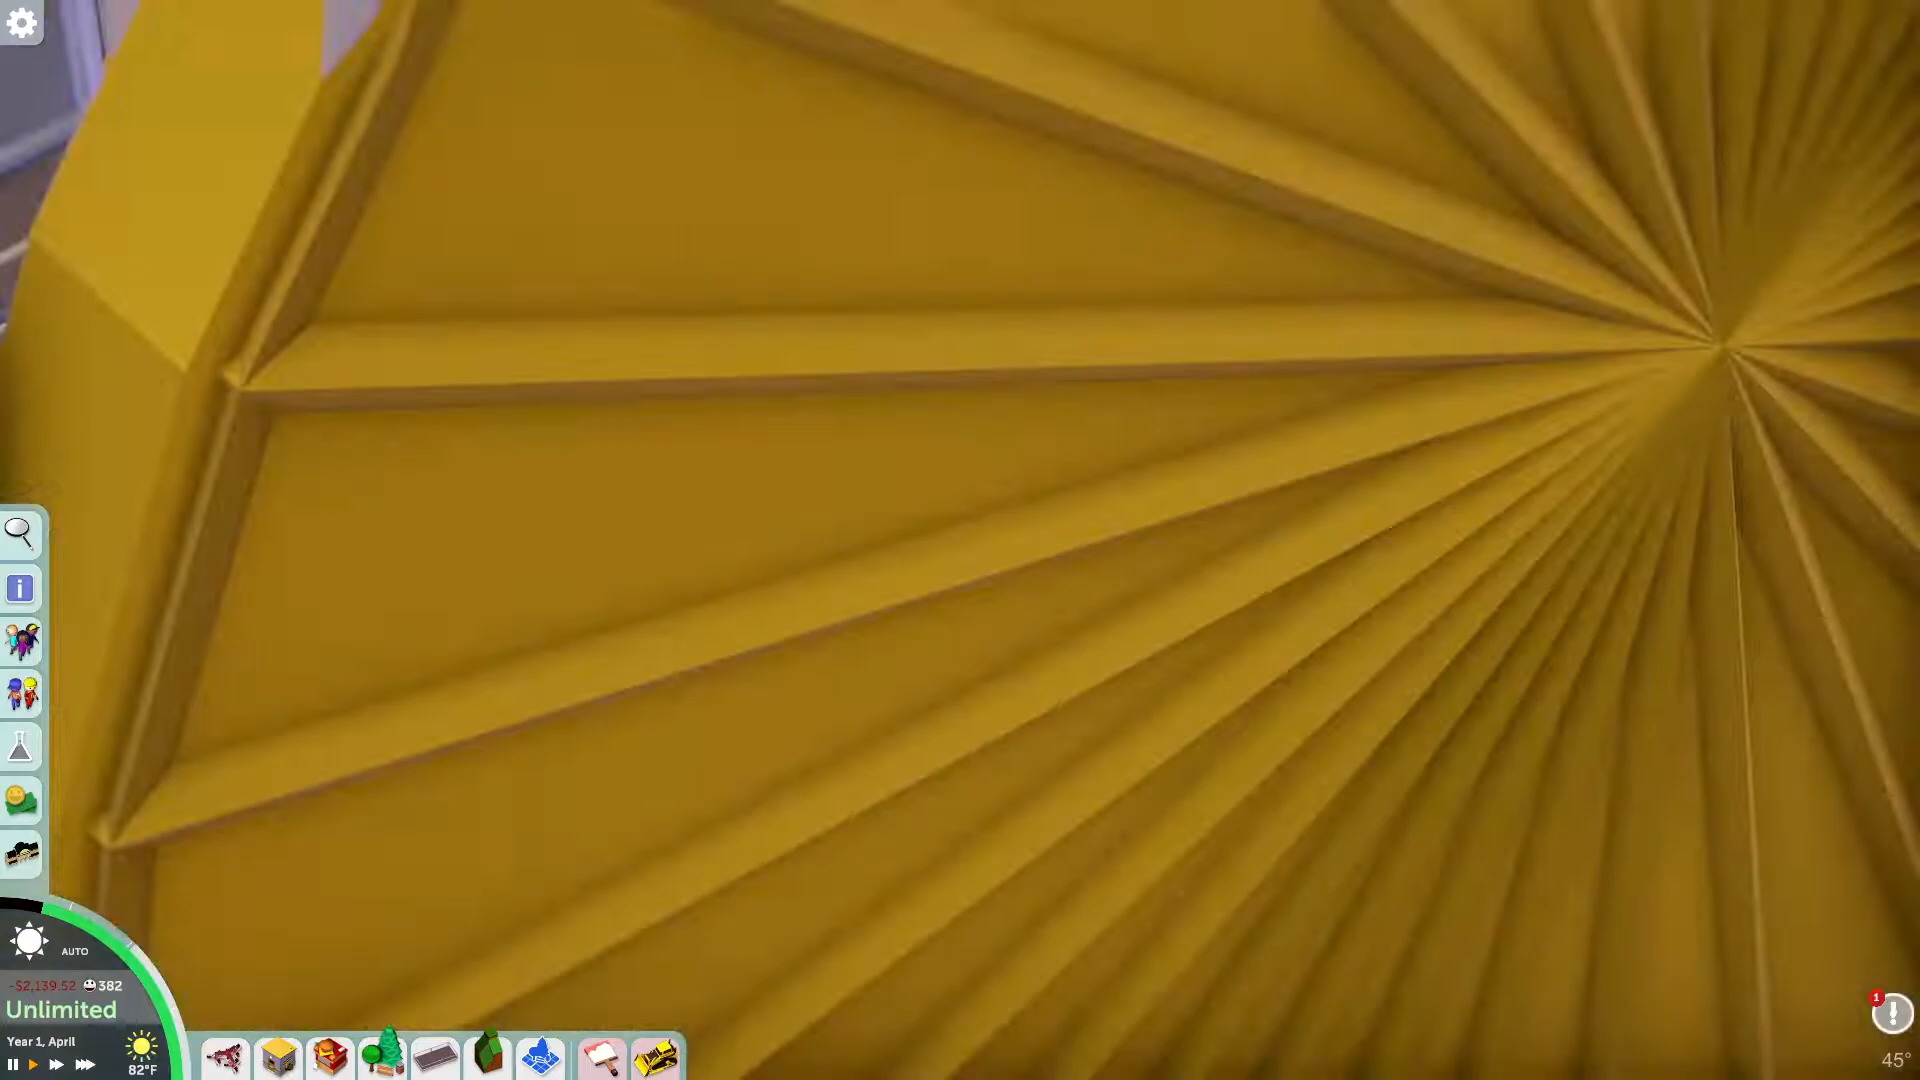 i
AUTO
-$2,139.52 382
Unlimited
Year 1, April
82°F
1
!
45°